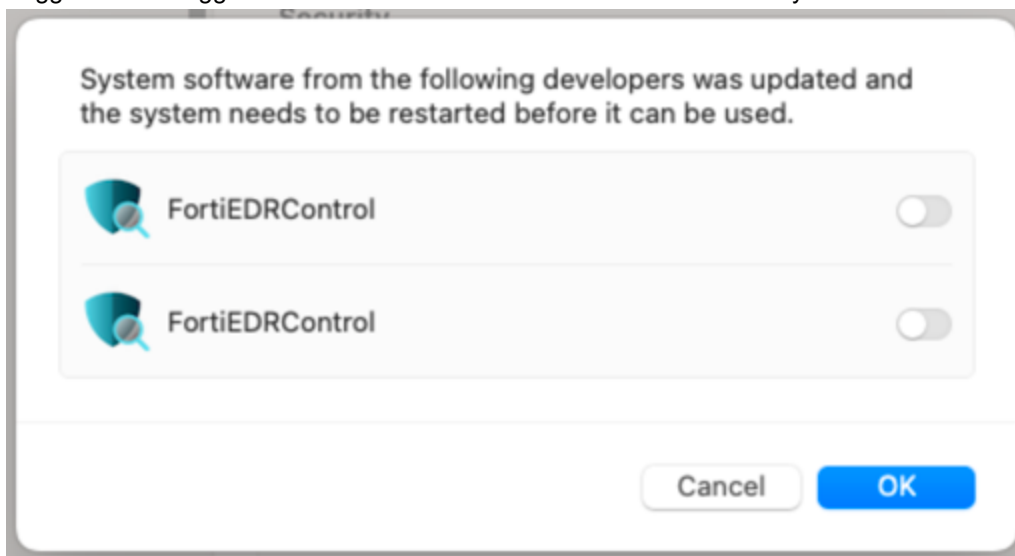 Security
System software from the following developers was updated and
the system needs to be restarted before it can be used.
FortiEDRControl
FortiEDRControl
Cancel
OK